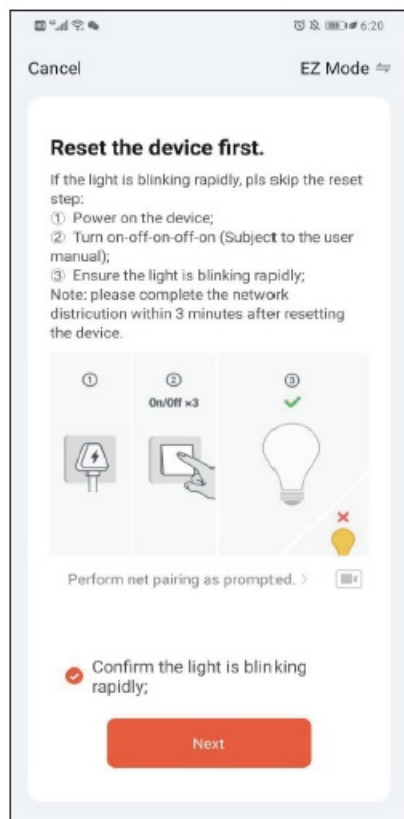 6:20
Cancel
EZ Mode
Reset the device first.
If the light is blinking rapidly, pls skip the reset
step:
① Power on the device;
② Turn on-off-on-off-on (Subject to the user
manual);
③ Ensure the light is blinking rapidly;
Note: please complete the network
districution within 3 minutes after resetting
the device.
①
②
③
On/Off ×3
Perform net pairing as prompted. >
Confirm the light is blinking
rapidly;
Next